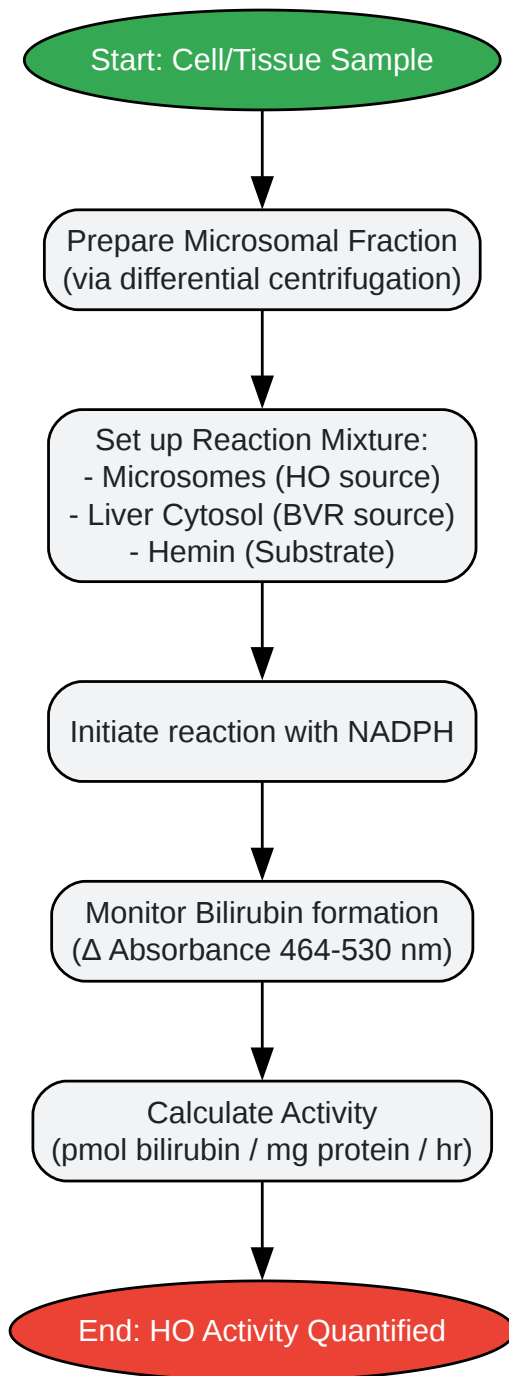 Start: Cell/Tissue Sample
Prepare Microsomal Fraction
(via differential centrifugation)
Set up Reaction Mixture:
- Microsomes (HO source)
- Liver Cytosol (BVR source)
- Hemin (Substrate)
Initiate reaction with NADPH
Monitor Bilirubin formation
(Δ Absorbance 464-530 nm)
Calculate Activity
(pmol bilirubin / mg protein / hr)
End: HO Activity Quantified